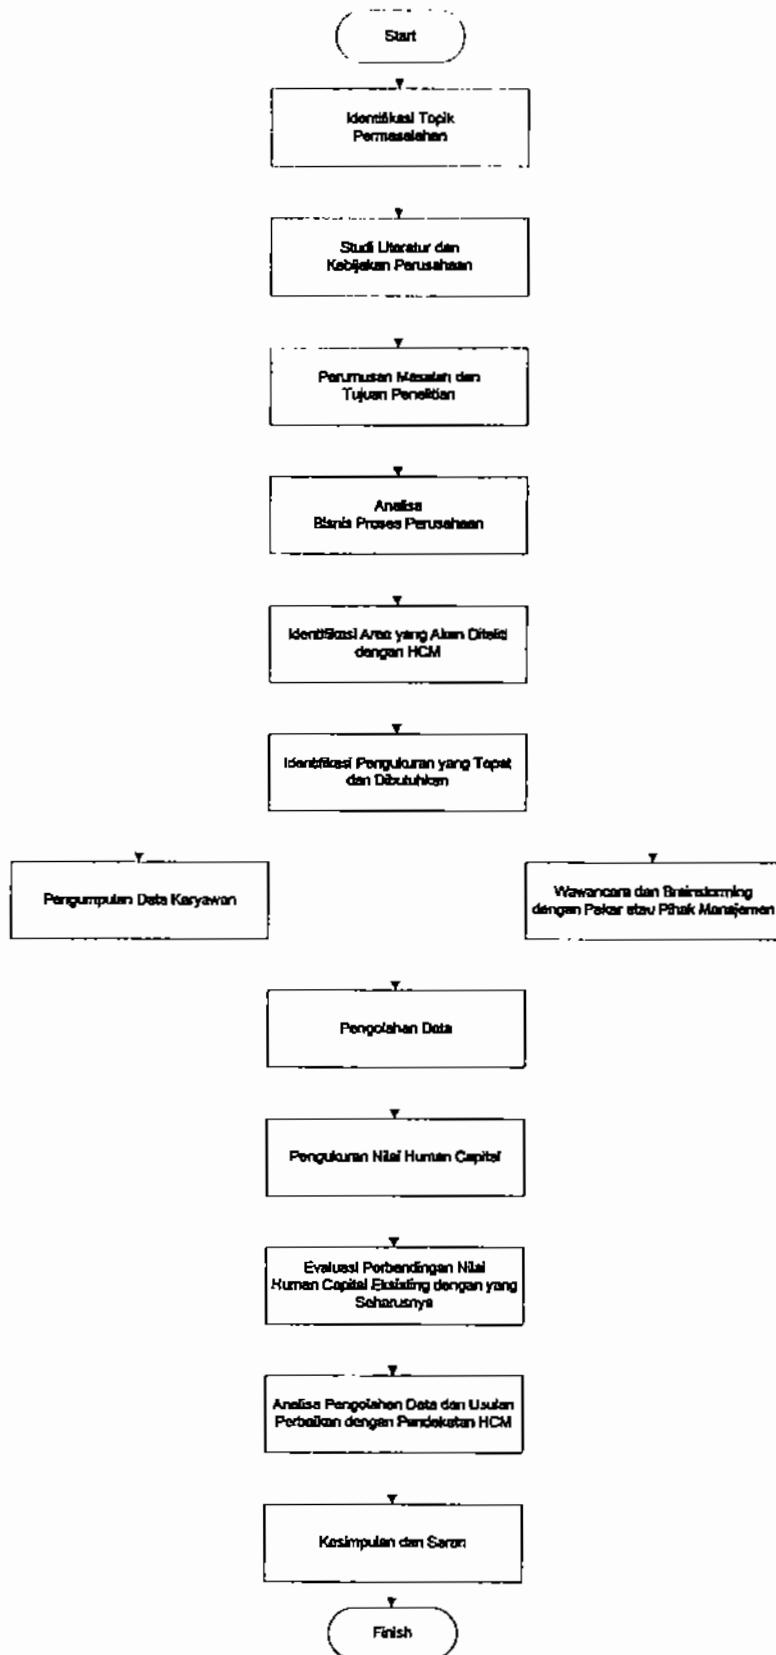 Start
Identifikasi Topik
Permasalahan
Studi Literatur dan
Kebijakan Perusahaan
Perumusan Masalah dan
Tujuan Penelitian
Analisa
Bisnis Proses Perusahaan
Identifikasi Area yang Akan Diteliti
dengan HCM
Identifikasi Pengukuran yang Tepat
dan Dibutuhkan
Pengumpulan Data Karyawan
Wawancara dan Brainstorming
dengan Pakar atau Pihak Manajemen
Pengolahan Data
Pengukuran Nilai Human Capital
Evaluasi Perbandingan Nilai
Human Capital Eksisting dengan yang
Seharusnya
Analisa Pengolahan Data dan Usulan
Perbaikan dengan Pendekatan HCM
Kesimpulan dan Saran
Finish